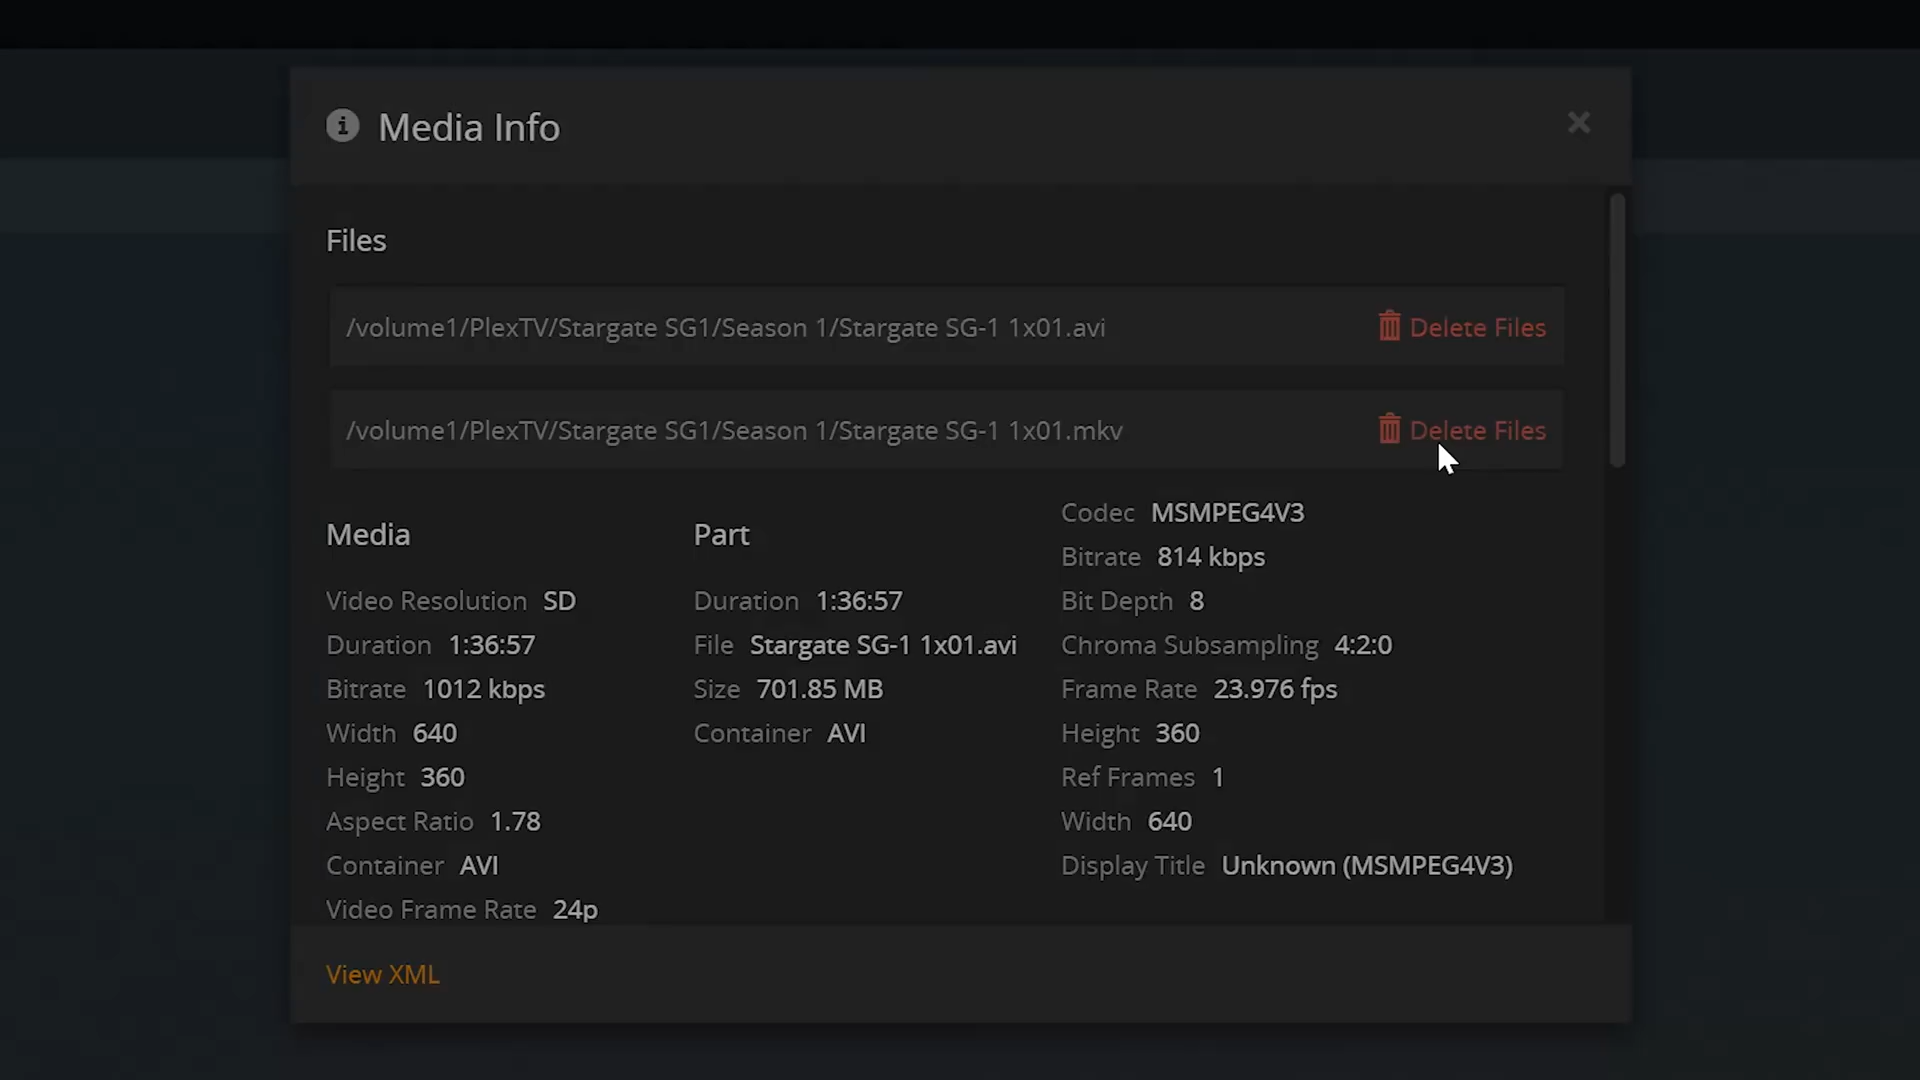 Media Info
Files
/volume1/PlexTV/Stargate SG1/Season 1/Stargate SG-1 1x01.avi Delete Files
/volume1/PlexTV/Stargate SG1/Season 1/Stargate SG-1 1x01.mkv Delete Files
Media
Video Resolution SD
Duration 1:36:57
Bitrate 1012 kbps
Width 640
Height 360
Aspect Ratio 1.78
Container AVI
Video Frame Rate 24p
Part
Duration 1:36:57
File Stargate SG-1 1x01.avi
Size 701.85 MB
Container AVI
Codec MSMPEG4V3
Bitrate 814 kbps
Bit Depth 8
Chroma Subsampling 4:2:0
Frame Rate 23.976 fps
Height 360
Ref Frames 1
Width 640
Display Title Unknown (MSMPEG4V3)
View XML